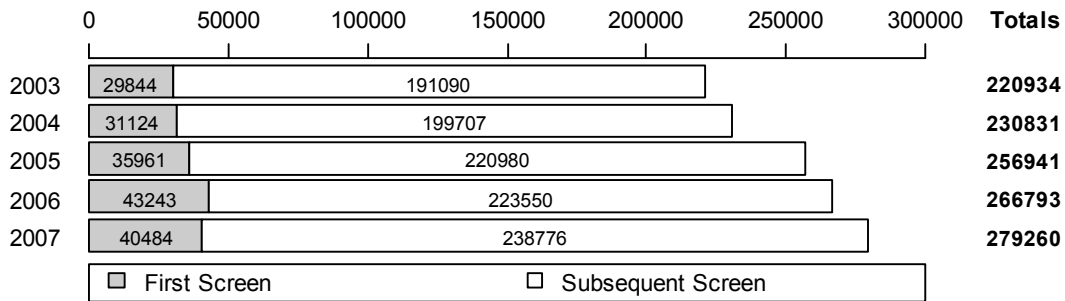 0 50000 100000 150000 200000 250000 300000 Totals
2003 29844 191090 220934
2004 31124 199707 230831
2005 35961 220980 256941
2006 43243 223550 266793
2007 40484 238776 279260
First Screen Subsequent Screen